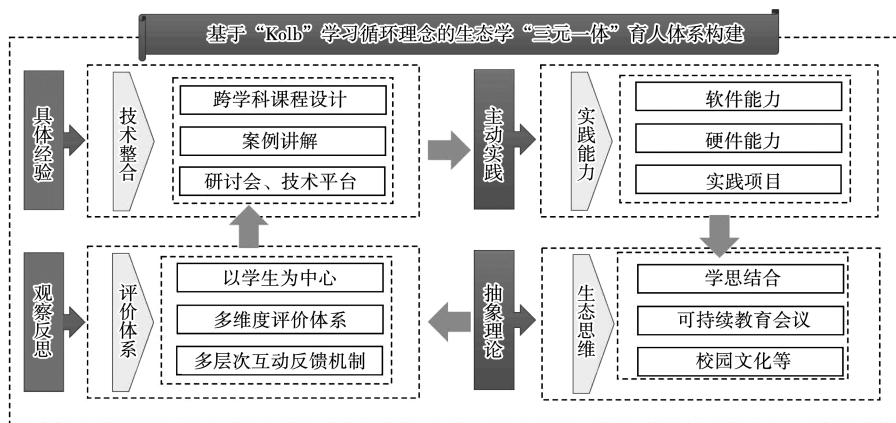 基于“Kolb”学习循环理念的生态学“三元一体”育人体系构建
具体经验
技术整合
跨学科课程设计
案例讲解
研讨会、技术平台
主动实践
实践能力
软件能力
硬件能力
实践项目
观察反思
评价体系
以学生为中心
多维度评价体系
多层次互动反馈机制
抽象理论
生态思维
学思结合
可持续教育会议
校园文化等